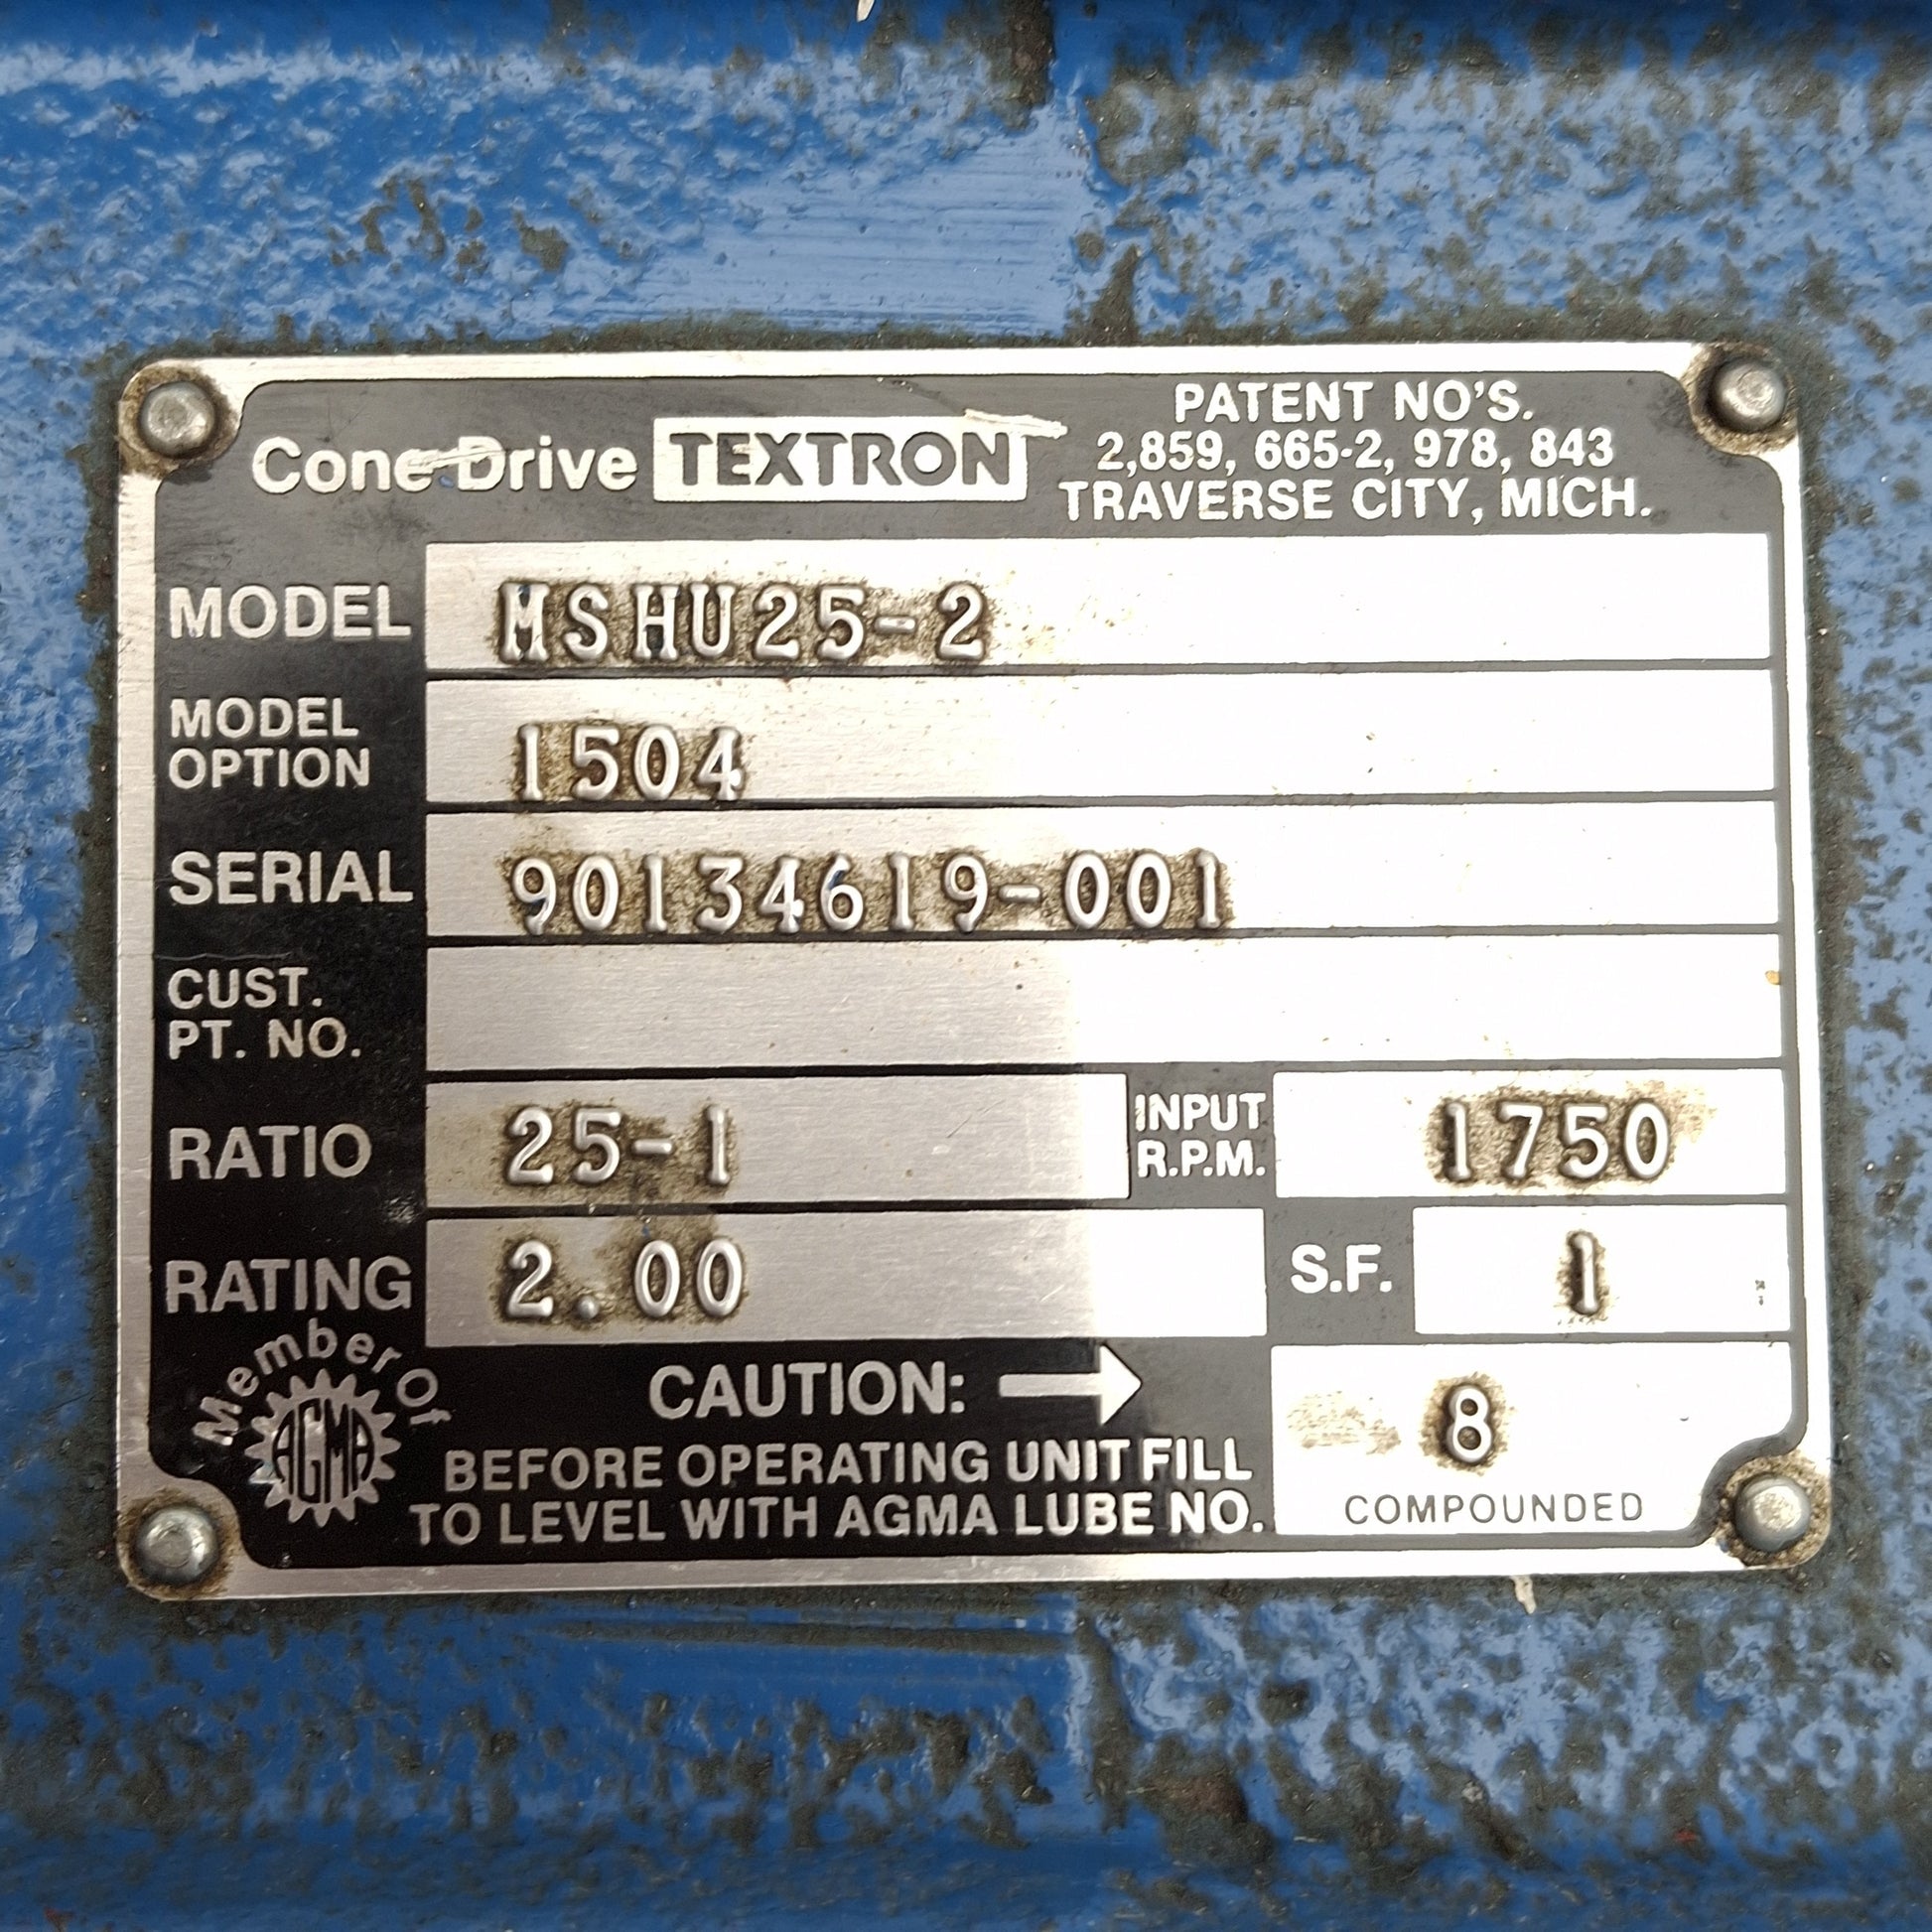 Cone-Drive TEXTRON
PATENT NO'S.
2,859, 665-2, 978, 843
TRAVERSE CITY, MICH.
MODEL MSHU25-2
MODEL OPTION 1504
SERIAL 90134619-001
CUST. PT. NO.
RATIO 25-1 INPUT R.P.M. 1750
RATING 2.00 S.F. 1
Member Of AGMA
CAUTION:
BEFORE OPERATING UNIT FILL
TO LEVEL WITH AGMA LUBE NO.
8
COMPOUNDED